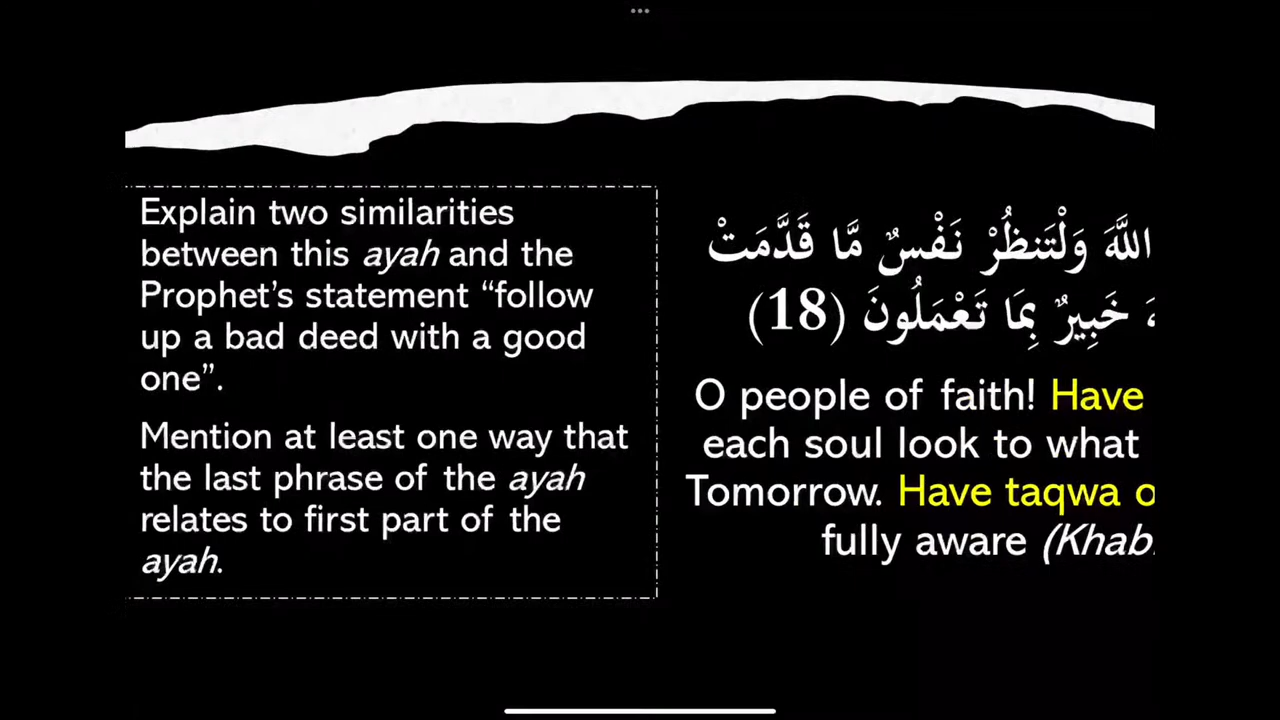 Explain two similarities
between this ayah and the
Prophet’s statement “follow
up a bad deed with a good
one”.
Mention at least one way that
the last phrase of the ayah
relates to first part of the
ayah.
اللَّهَ وَلْتَنظُرْ نَفْسٌ مَّا قَدَّمَتْ
خَبِيرٌ بِمَا تَعْمَلُونَ (18)
O people of faith! Have
each soul look to what
Tomorrow. Have taqwa o
fully aware (Khab